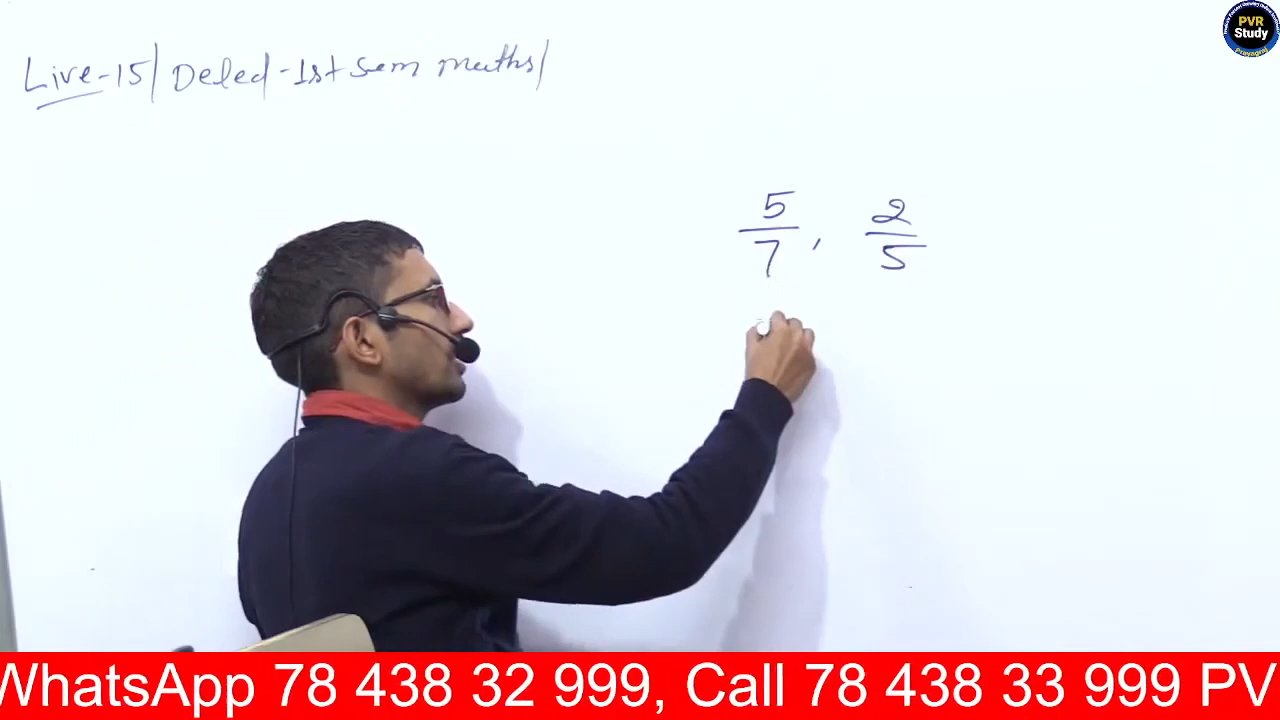 PVR
Study
Prayagraj
Live-15/ Deled-1st sem maths/
5/7, 2/5
WhatsApp 78 438 32 999, Call 78 438 33 999 PV